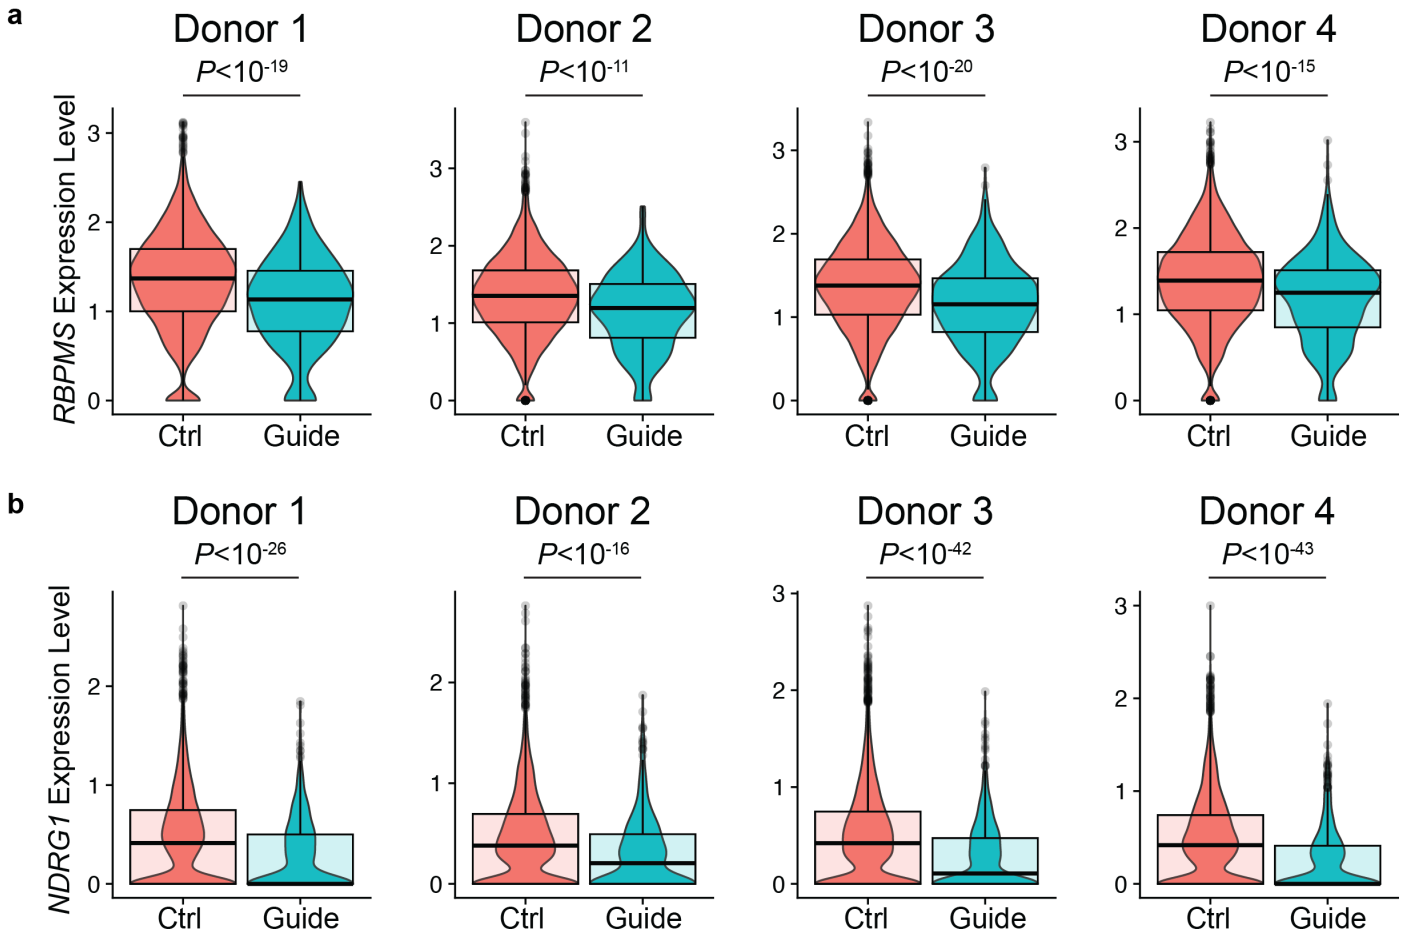 a
Donor 1 Donor 2 Donor 3 Donor 4
P<10-19 P<10-11 P<10-20 P<10-15
RBPMS Expression Level
3 2 1 0
3 2 1 0
3 2 1 0
3 2 1 0
Ctrl Guide Ctrl Guide Ctrl Guide Ctrl Guide
b
Donor 1 Donor 2 Donor 3 Donor 4
P<10-26 P<10-16 P<10-42 P<10-43
NDRG1 Expression Level
2 1 0
2 1 0
3 2 1 0
3 2 1 0
Ctrl Guide Ctrl Guide Ctrl Guide Ctrl Guide